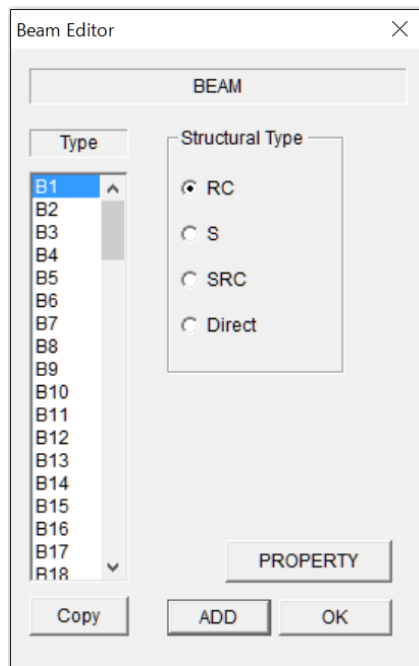 Beam Editor
BEAM
Type
B1
B2
B3
B4
B5
B6
B7
B8
B9
B10
B11
B12
B13
B14
B15
B16
B17
B18
Structural Type
RC
S
SRC
Direct
PROPERTY
Copy
ADD
OK